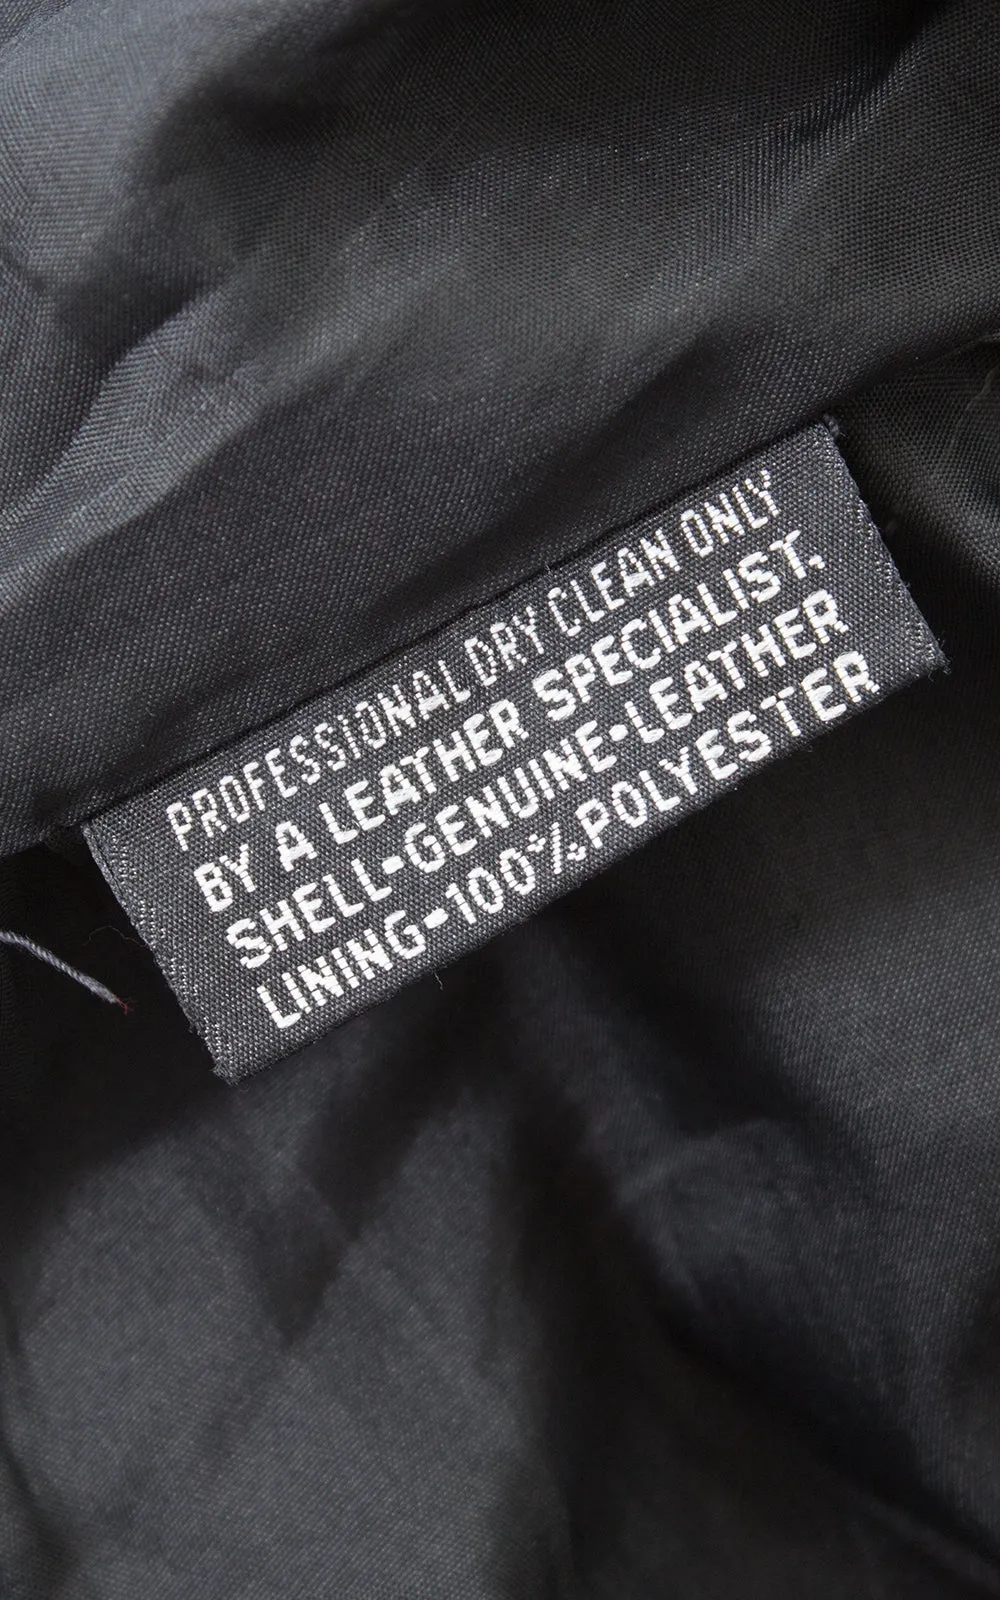 PROFESSIONAL DRY CLEAN ONLY
BY A LEATHER SPECIALIST.
SHELL-GENUINE-LEATHER
LINING-100%POLYESTER